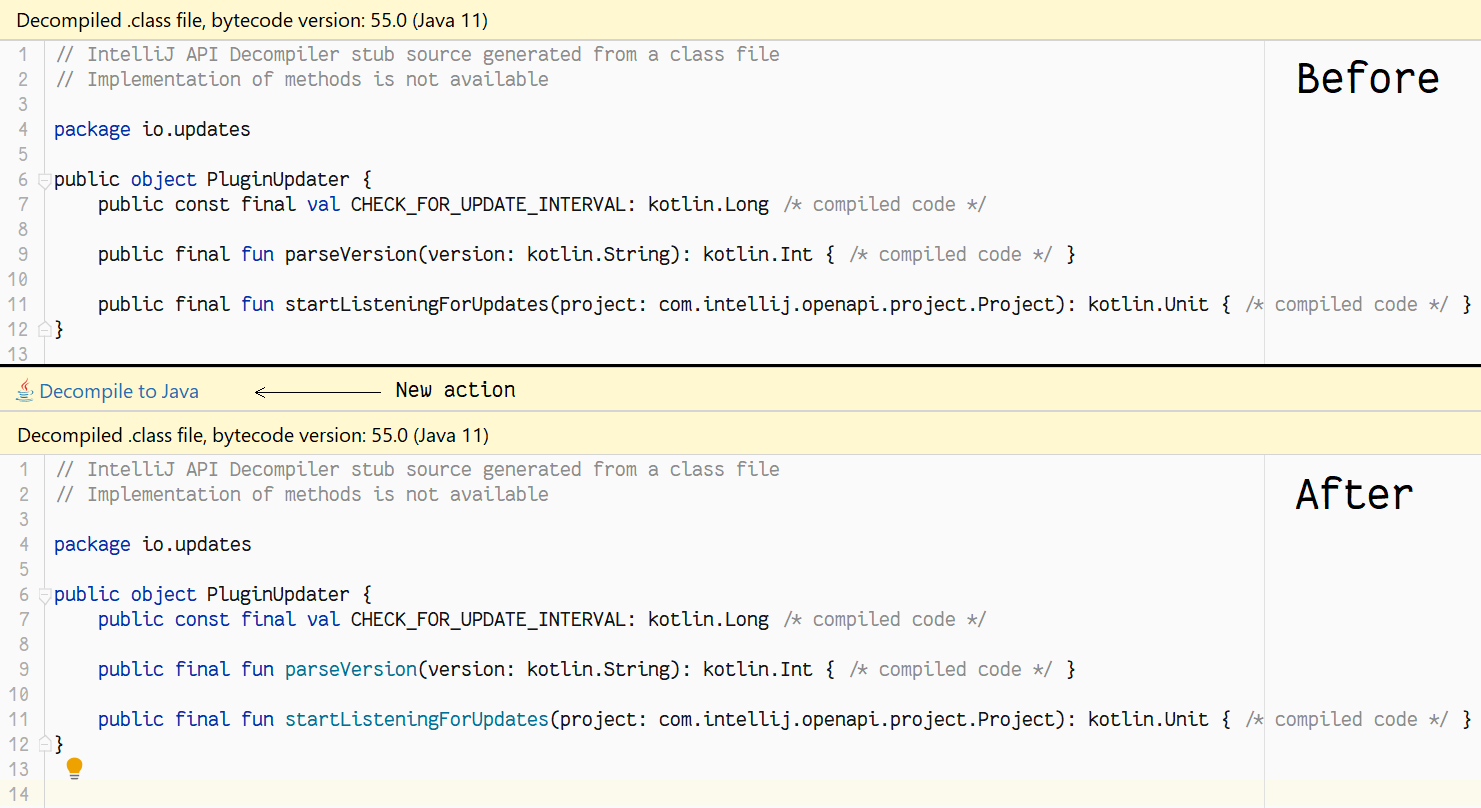 Decompiled .class file, bytecode version: 55.0 (Java 11)
1 // IntelliJ API Decompiler stub source generated from a class file
Before
2 // Implementation of methods is not available
3
4 package io.updates
5
6 public object PluginUpdater {
7 public const final val CHECK_FOR_UPDATE_INTERVAL: kotlin.Long /* compiled code */
8
9 public final fun parseVersion(version: kotlin.String): kotlin.Int { /* compiled code */ }
10
11 public final fun startListeningForUpdates(project: com.intellij.openapi.project.Project): kotlin.Unit { /* compiled code */ }
12 }
13
Decompile to Java New action
Decompiled .class file, bytecode version: 55.0 (Java 11)
1 // IntelliJ API Decompiler stub source generated from a class file
After
2 // Implementation of methods is not available
3
4 package io.updates
5
6 public object PluginUpdater {
7 public const final val CHECK_FOR_UPDATE_INTERVAL: kotlin.Long /* compiled code */
8
9 public final fun parseVersion(version: kotlin.String): kotlin.Int { /* compiled code */ }
10
11 public final fun startListeningForUpdates(project: com.intellij.openapi.project.Project): kotlin.Unit { /* compiled code */ }
12 }
13
14